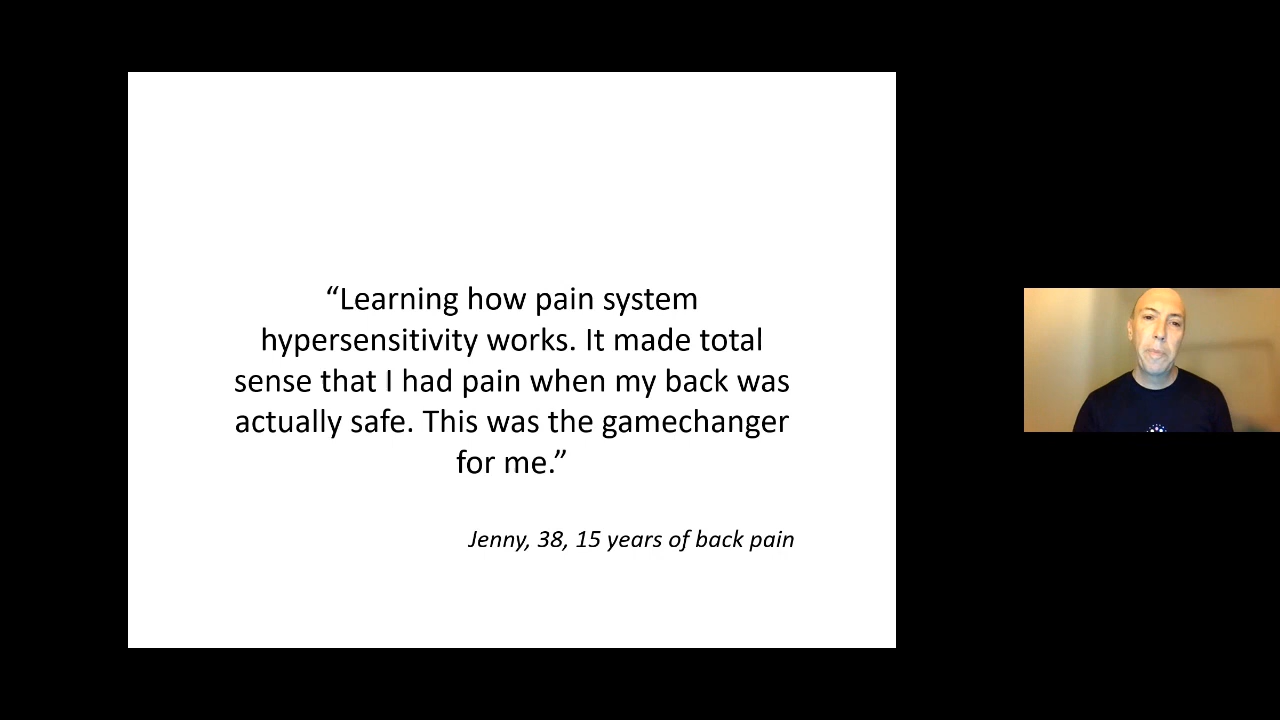 “Learning how pain system
hypersensitivity works. It made total
sense that I had pain when my back was
actually safe. This was the gamechanger
for me.”
Jenny, 38, 15 years of back pain